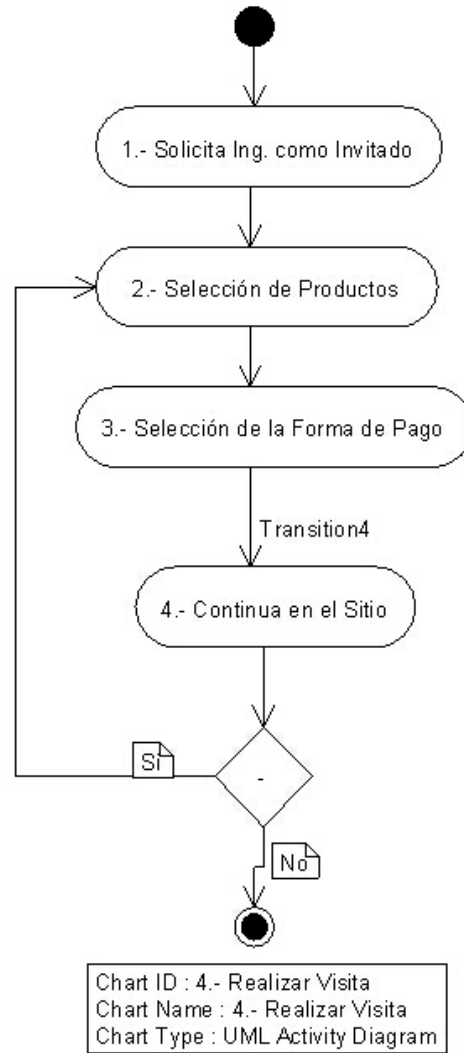 1.- Solicita Ing. como Invitado
2.- Selección de Productos
3.- Selección de la Forma de Pago
Transition4
4.- Continua en el Sitio
Si
-
No
Chart ID : 4.- Realizar Visita
Chart Name : 4.- Realizar Visita
Chart Type : UML Activity Diagram